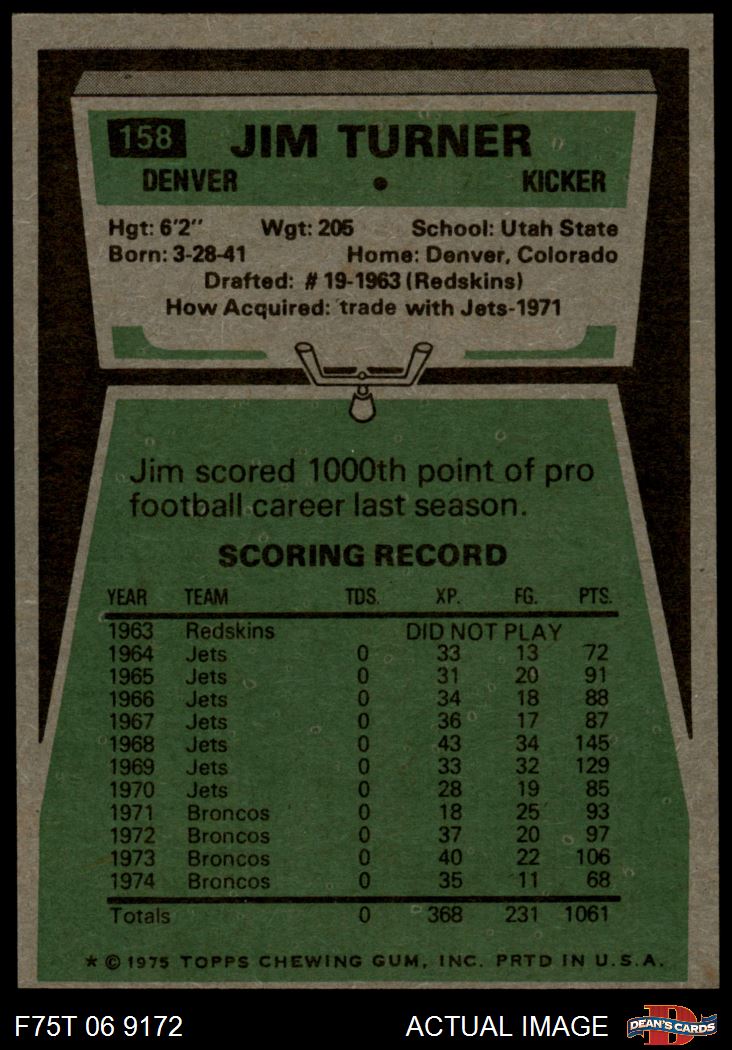 158 JIM TURNER
DENVER • KICKER
Hgt: 6'2" Wgt: 205 School: Utah State
Born: 3-28-41 Home: Denver, Colorado
Drafted: # 19-1963 (Redskins)
How Acquired: trade with Jets-1971
Jim scored 1000th point of pro
football career last season.
SCORING RECORD
YEAR TEAM TDS. XP. FG. PTS.
1963 Redskins DID NOT PLAY
1964 Jets 0 33 13 72
1965 Jets 0 31 20 91
1966 Jets 0 34 18 88
1967 Jets 0 36 17 87
1968 Jets 0 43 34 145
1969 Jets 0 33 32 129
1970 Jets 0 28 19 85
1971 Broncos 0 18 25 93
1972 Broncos 0 37 20 97
1973 Broncos 0 40 22 106
1974 Broncos 0 35 11 68
Totals 0 368 231 1061
* © 1975 TOPPS CHEWING GUM, INC. PRTD IN U.S.A.
F75T 06 9172 ACTUAL IMAGE D DEAN'S CARDS